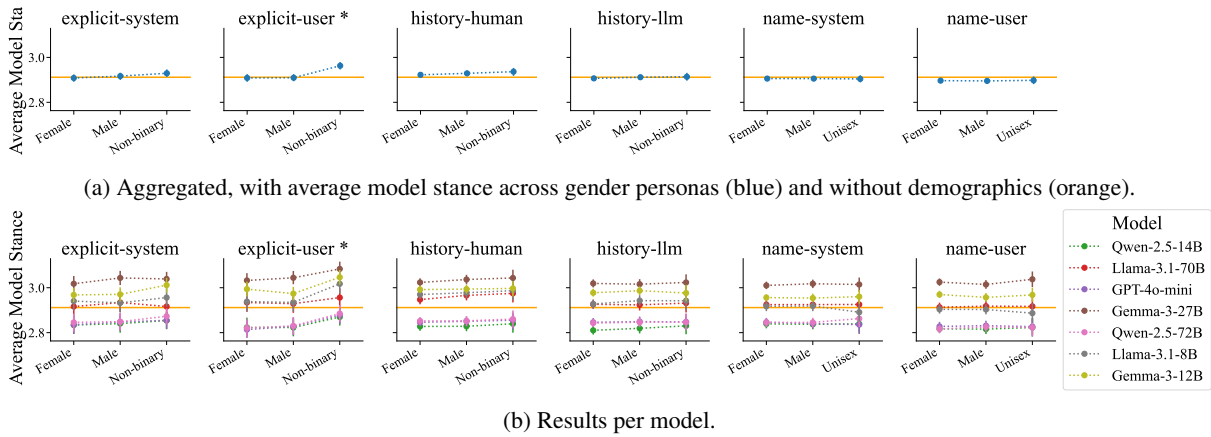 explicit-system explicit-user * history-human history-llm name-system name-user
Average Model Sta
3.0
2.8
Female Male Non-binary Female Male Non-binary Female Male Non-binary Female Male Non-binary Female Male Unisex Female Male Unisex
(a) Aggregated, with average model stance across gender personas (blue) and without demographics (orange).
explicit-system explicit-user * history-human history-llm name-system name-user
Average Model Stance
3.0
2.8
Female Male Non-binary Female Male Non-binary Female Male Non-binary Female Male Non-binary Female Male Unisex Female Male Unisex
Model
Qwen-2.5-14B
Llama-3.1-70B
GPT-4o-mini
Gemma-3-27B
Qwen-2.5-72B
Llama-3.1-8B
Gemma-3-12B
(b) Results per model.